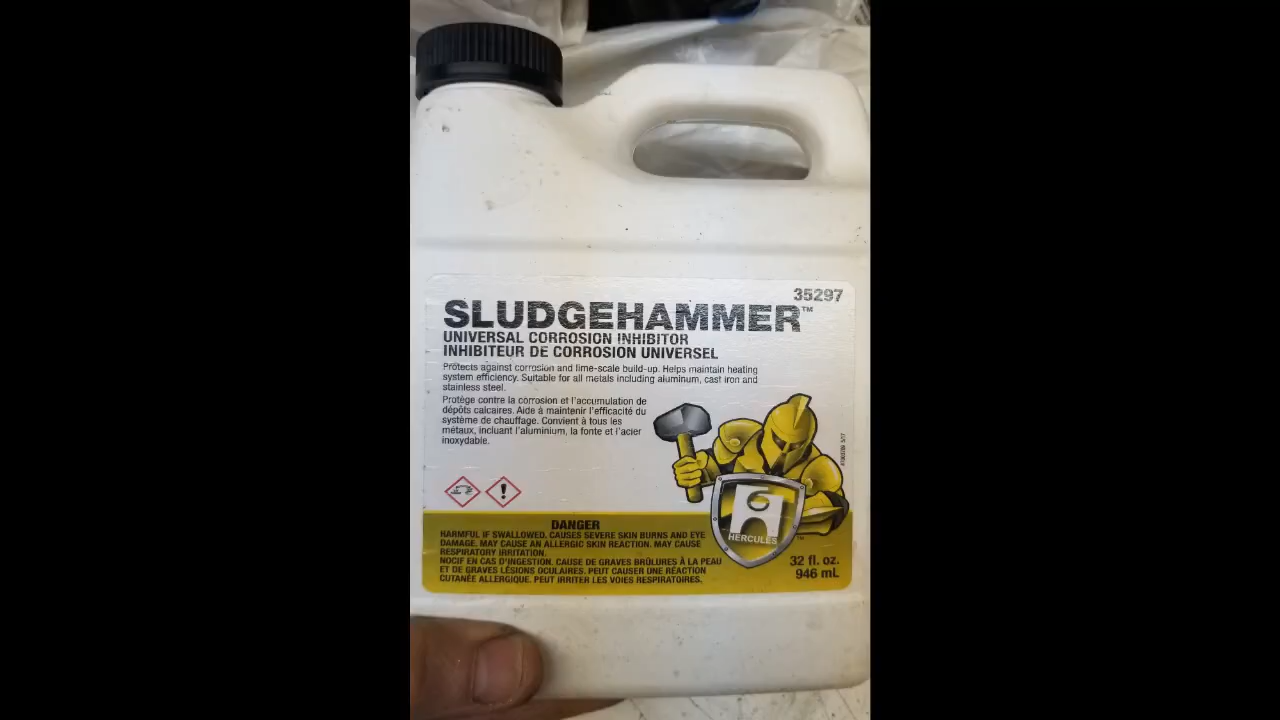 35297
SLUDGEHAMMER™
UNIVERSAL CORROSION INHIBITOR
INHIBITEUR DE CORROSION UNIVERSEL
Protects against corrosion and lime-scale build-up. Helps maintain heating
system efficiency. Suitable for all metals including aluminum, cast iron and
stainless steel.
Protège contre la corrosion et l'accumulation de
dépôts calcaires. Aide à maintenir l'efficacité du
système de chauffage. Convient à tous les
métaux, incluant l'aluminium, la fonte et l'acier
inoxydable.
HERCULES™
DANGER
HARMFUL IF SWALLOWED. CAUSES SEVERE SKIN BURNS AND EYE
DAMAGE. MAY CAUSE AN ALLERGIC SKIN REACTION. MAY CAUSE
RESPIRATORY IRRITATION.
NOCIF EN CAS D'INGESTION. CAUSE DE GRAVES BRÛLURES À LA PEAU
ET DE GRAVES LÉSIONS OCULAIRES. PEUT CAUSER UNE RÉACTION
CUTANÉE ALLERGIQUE. PEUT IRRITER LES VOIES RESPIRATOIRES.
32 fl. oz.
946 mL